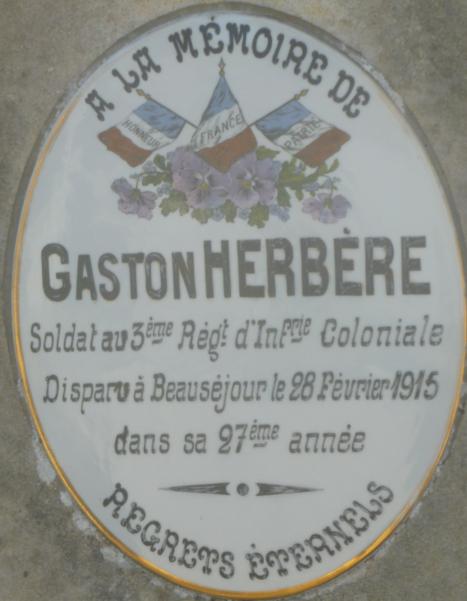 A LA MÉMOIRE DE
HONNEUR
FRANCE
PATRIE
GASTON HERBÈRE
Soldat au 3ème Régt d'Infrie Coloniale
Disparu à Beauséjour le 28 Février 1915
dans sa 27ème année
REGRETS ÉTERNELS